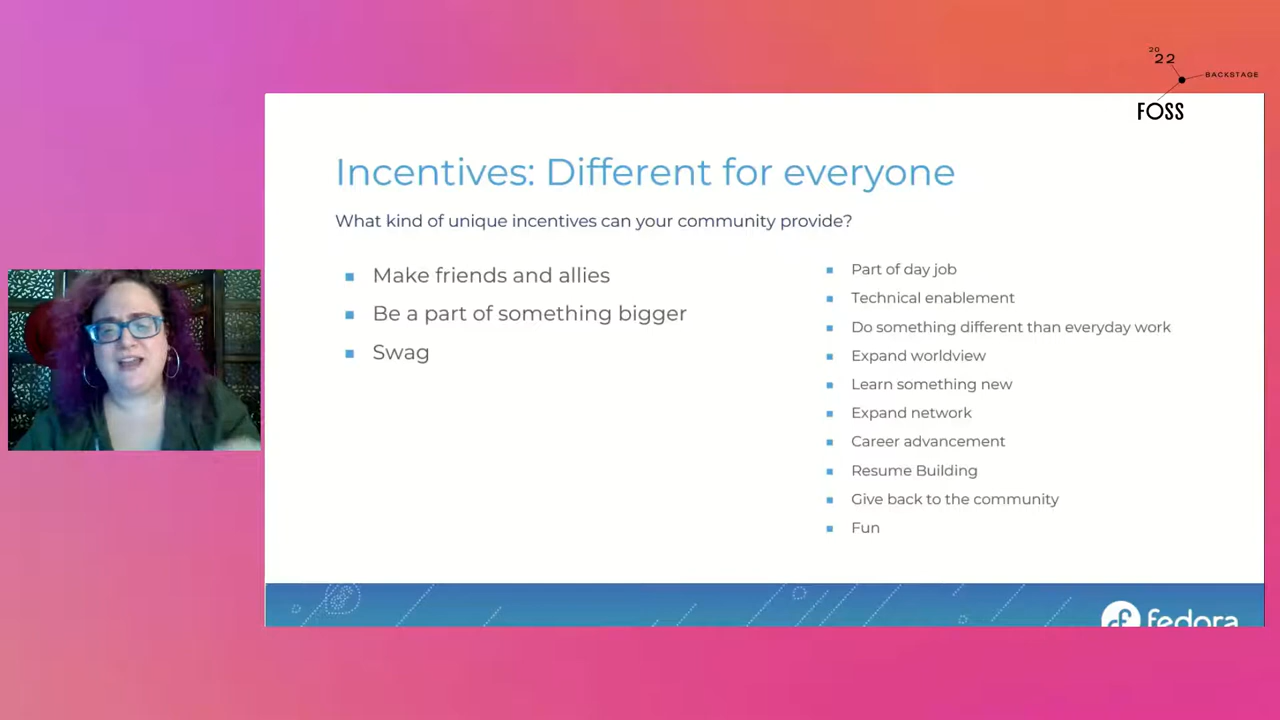 20
22
BACKSTAGE
FOSS
Incentives: Different for everyone
What kind of unique incentives can your community provide?
Make friends and allies
Be a part of something bigger
Swag
Part of day job
Technical enablement
Do something different than everyday work
Expand worldview
Learn something new
Expand network
Career advancement
Resume Building
Give back to the community
Fun
fedora